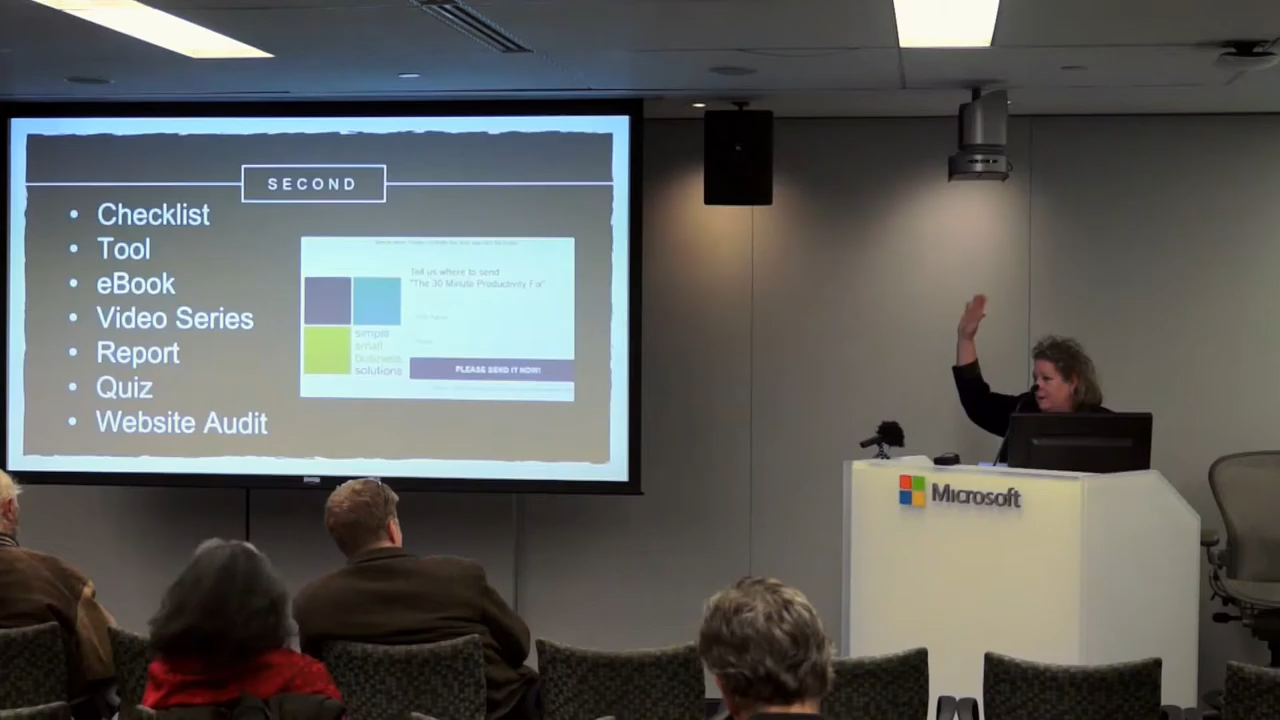 SECOND
• Checklist
• Tool
• eBook
• Video Series
• Report
• Quiz
• Website Audit
Tell us where to send
"The 30 Minute Productivity Fix"
simple
small
business
solutions
PLEASE SEND IT NOW!
Microsoft